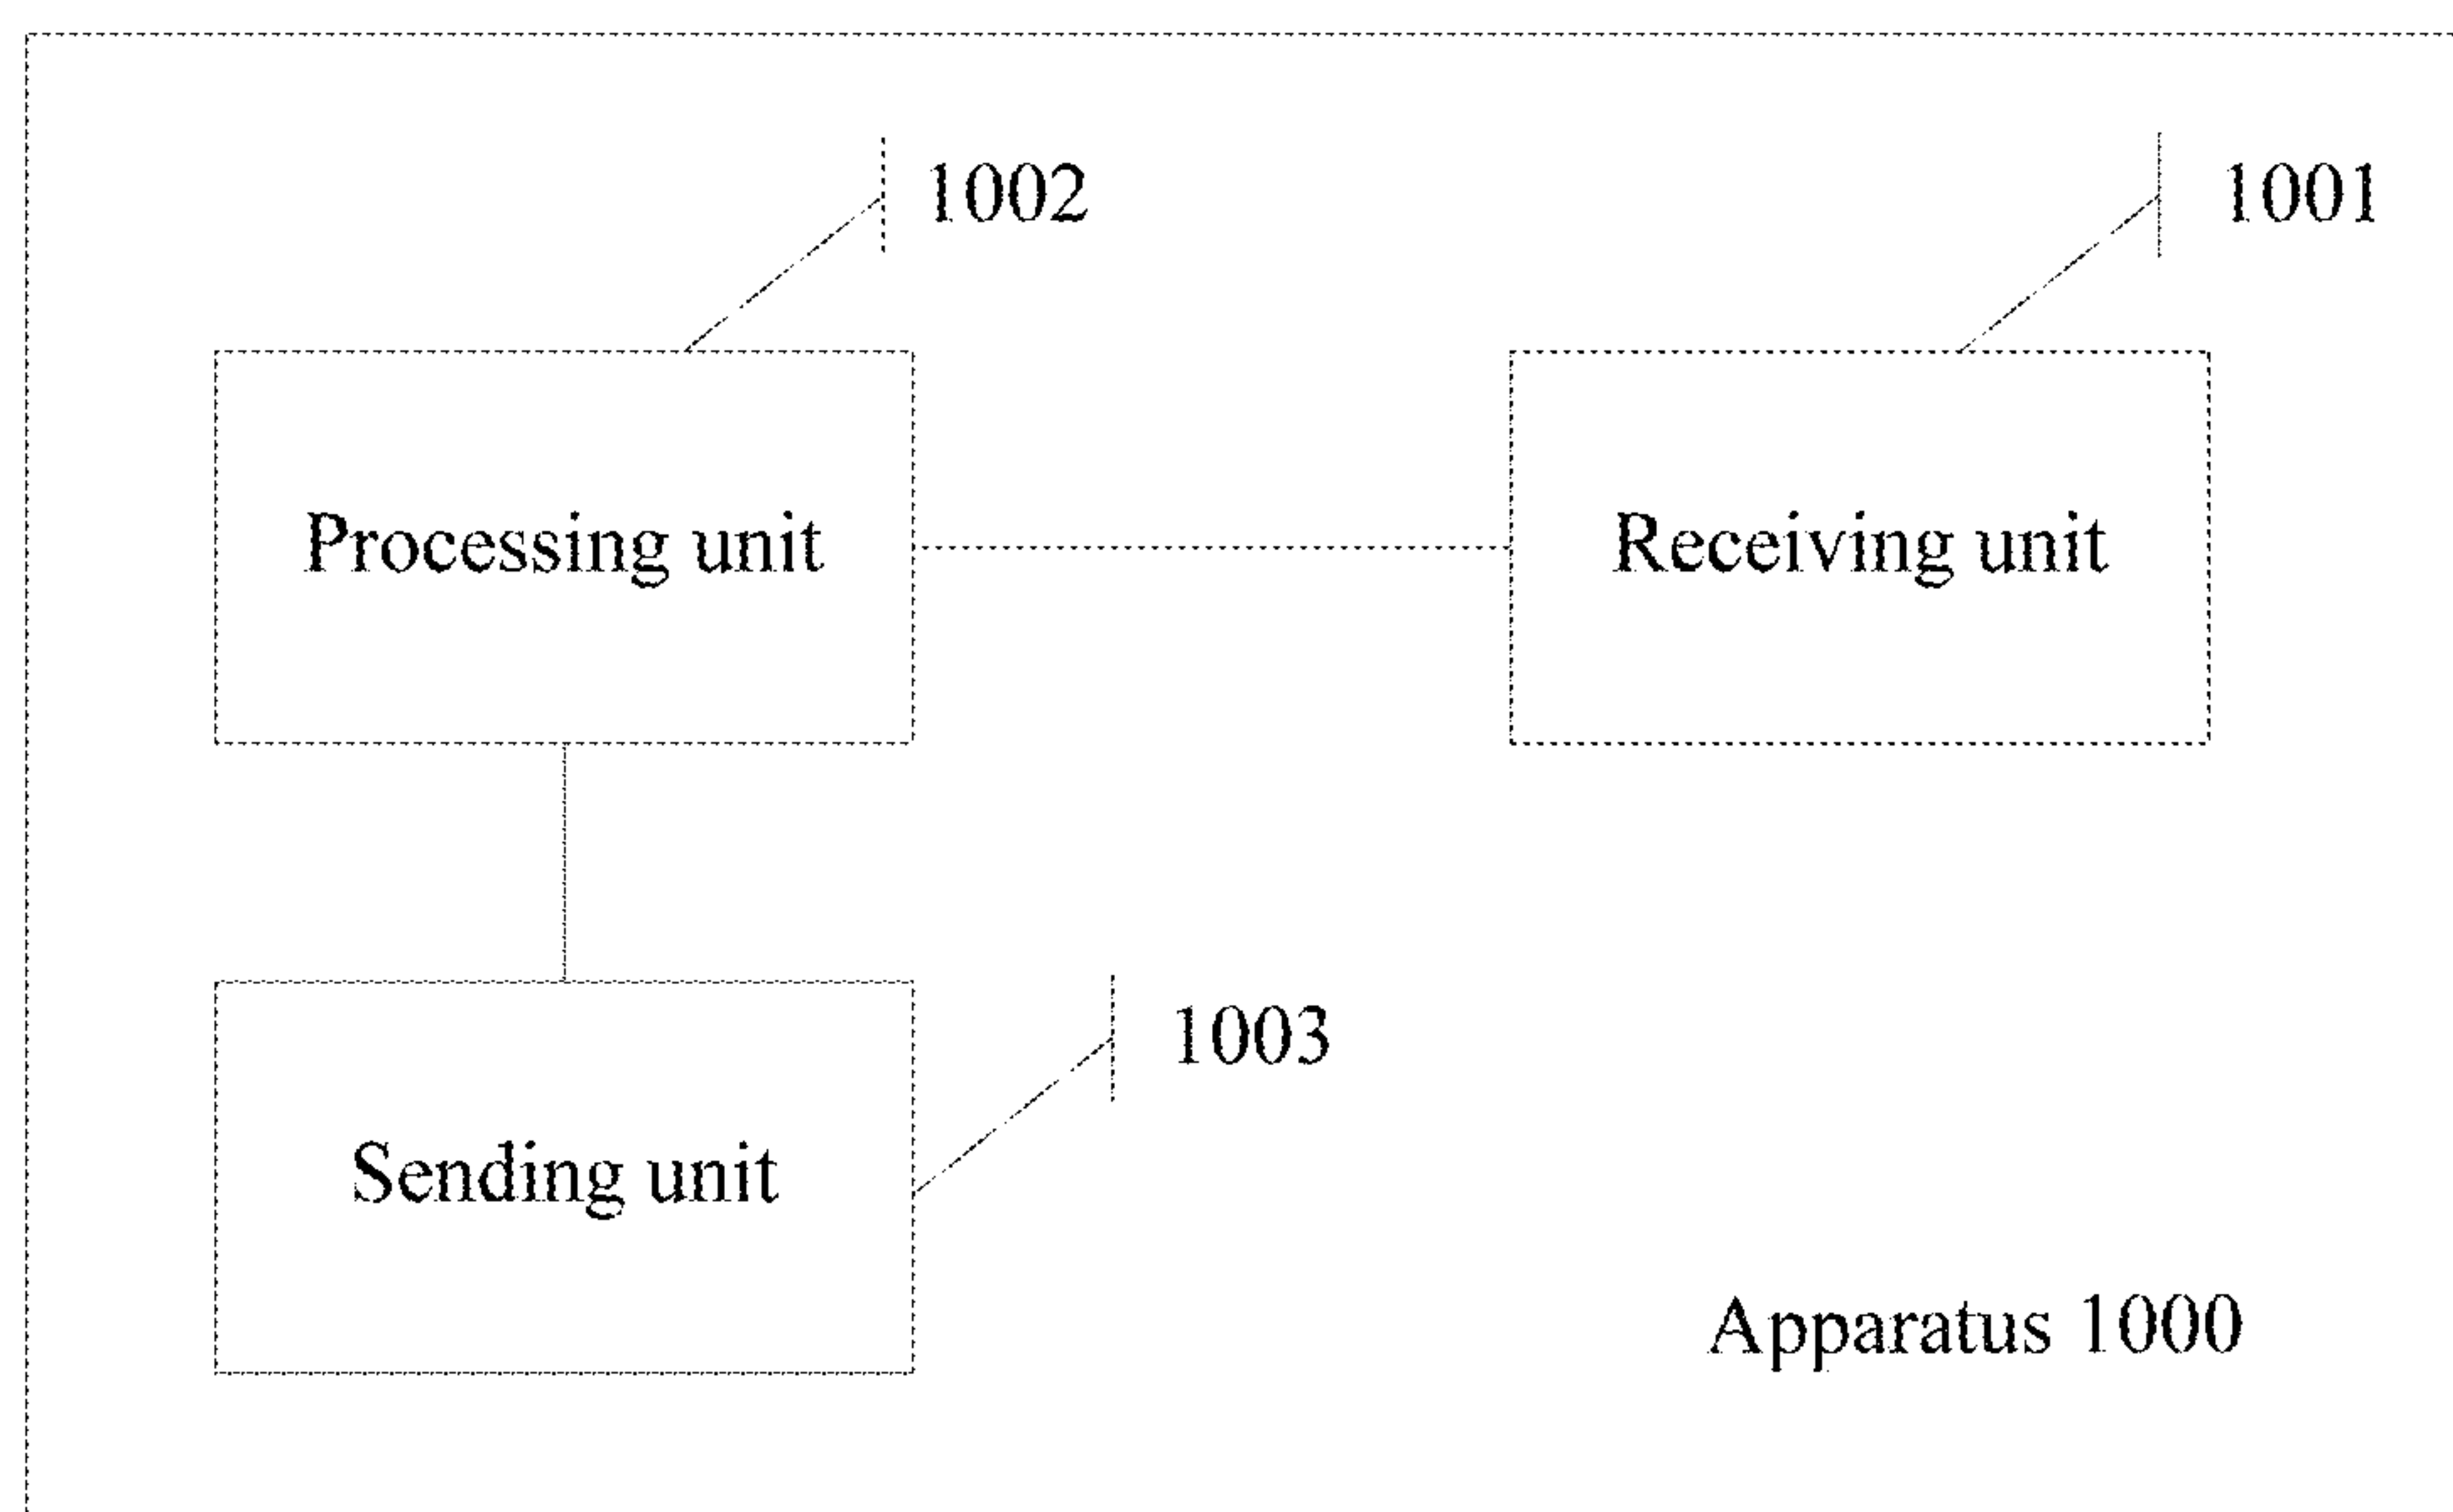 1002
1001
Processing unit
Receiving unit
1003
Sending unit
Apparatus 1000